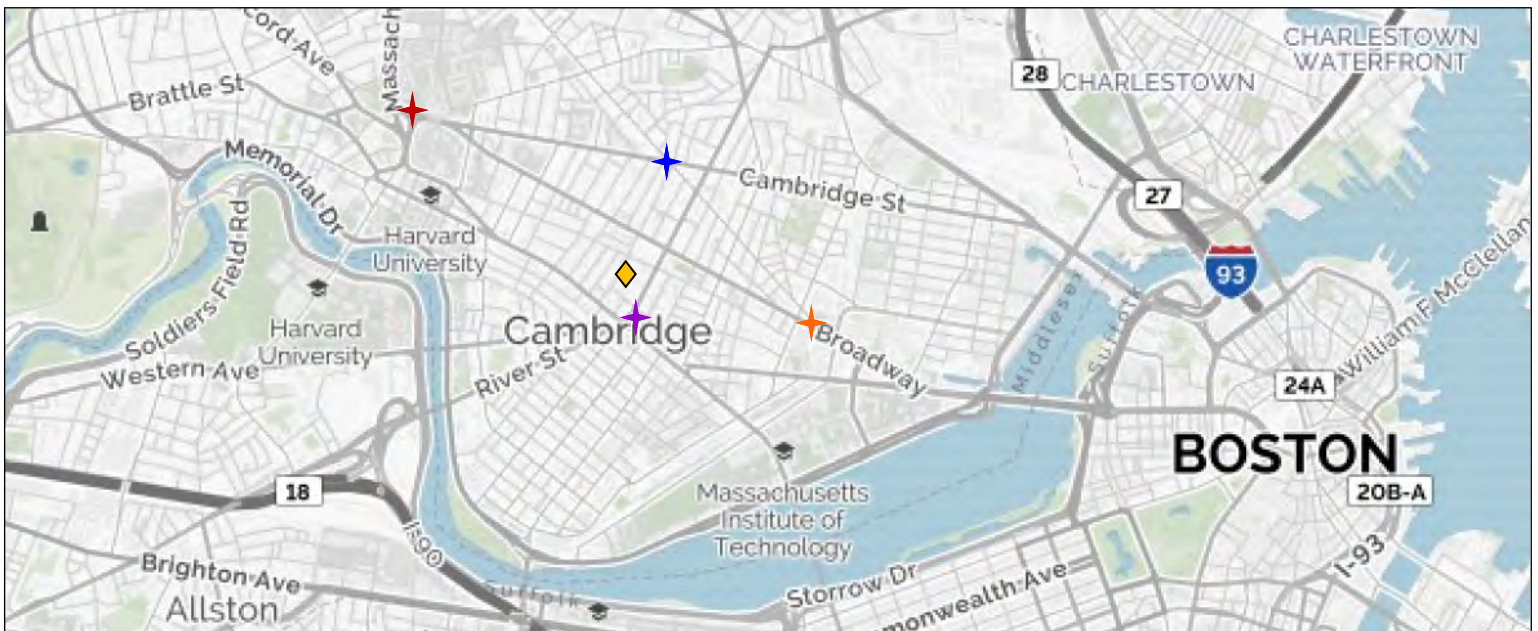 Massach
cord Ave
Brattle St
28
CHARLESTOWN
CHARLESTOWN
WATERFRONT
Memorial Dr
Cambridge St
27
Soldiers Field Rd
Harvard
University
93
William F McClellan
Harvard
University
Cambridge
Broadway
Middlesex
Suffolk
Western Ave
River St
24A
BOSTON
18
20B-A
Massachusetts
Institute of
Technology
I-90
I-93
Brighton Ave
Suffolk
Storrow Dr
monwealth Ave
Allston